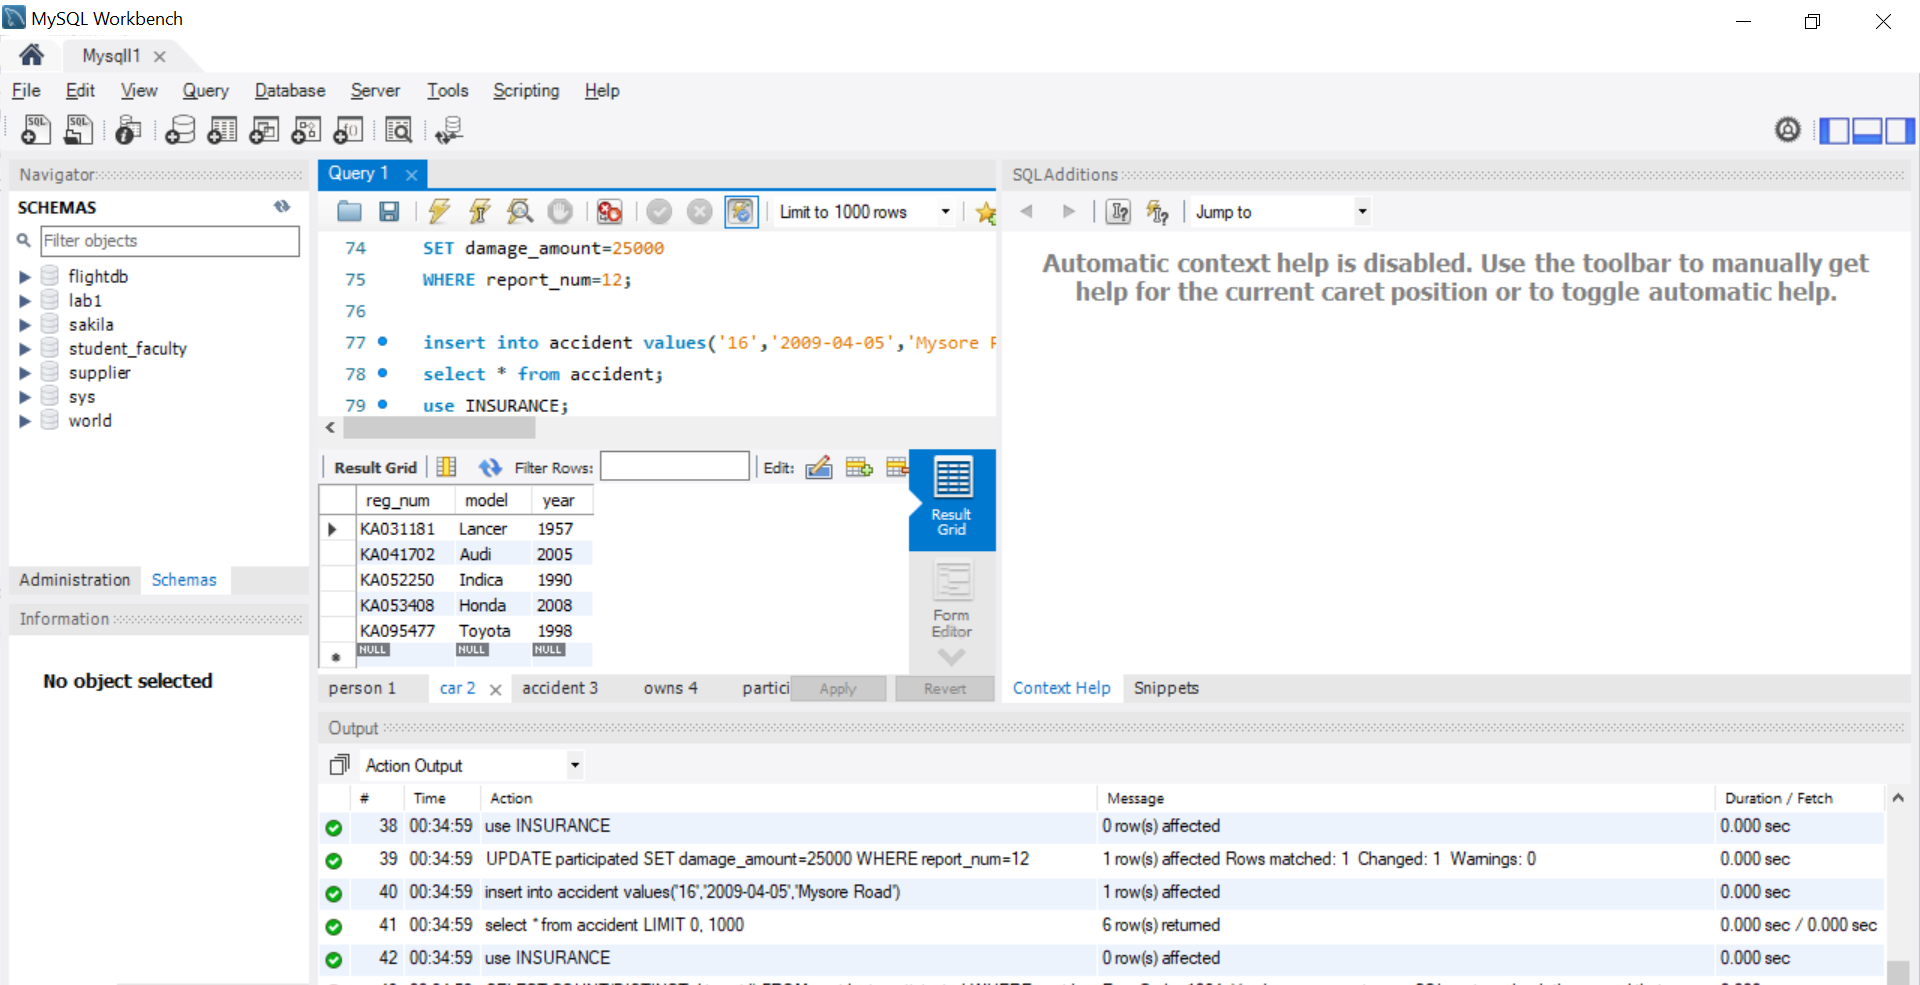 MySQL Workbench
Mysqll1
File Edit View Query Database Server Tools Scripting Help
Navigator
SCHEMAS
Filter objects
flightdb
lab1
sakila
student_faculty
supplier
sys
world
Administration Schemas
Information
No object selected
Query 1
Limit to 1000 rows
74 SET damage_amount=25000
75 WHERE report_num=12;
76
77 insert into accident values('16','2009-04-05','Mysore
78 select * from accident;
79 use INSURANCE;
Result Grid Filter Rows: Edit:
reg_num model year
KA031181 Lancer 1957
KA041702 Audi 2005
KA052250 Indica 1990
KA053408 Honda 2008
KA095477 Toyota 1998
NULL NULL NULL
Result
Grid
Form
Editor
person 1 car 2 accident 3 owns 4 partici Apply Revert
SQLAdditions
Jump to
Automatic context help is disabled. Use the toolbar to manually get
help for the current caret position or to toggle automatic help.
Context Help Snippets
Output
Action Output
# Time Action Message Duration / Fetch
38 00:34:59 use INSURANCE 0 row(s) affected 0.000 sec
39 00:34:59 UPDATE participated SET damage_amount=25000 WHERE report_num=12 1 row(s) affected Rows matched: 1 Changed: 1 Warnings: 0 0.000 sec
40 00:34:59 insert into accident values('16','2009-04-05','Mysore Road') 1 row(s) affected 0.000 sec
41 00:34:59 select * from accident LIMIT 0, 1000 6 row(s) returned 0.000 sec / 0.000 sec
42 00:34:59 use INSURANCE 0 row(s) affected 0.000 sec